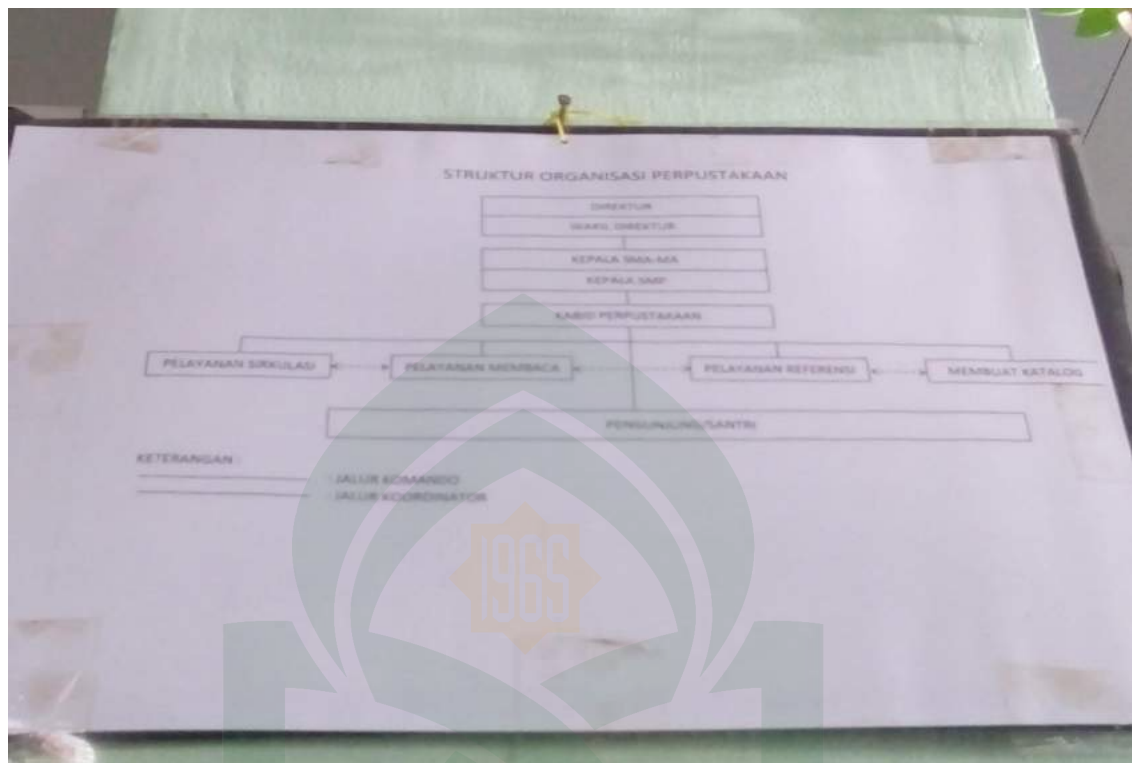 STRUKTUR ORGANISASI PERPUSTAKAAN
DIREKTUR
WAKIL DIREKTUR
KEPALA SMA-MA
KEPALA SMP
KABID PERPUSTAKAAN
PELAYANAN SIRKULASI
PELAYANAN MEMBACA
PELAYANAN REFERENSI
MEMBUAT KATALOG
PENGUNJUNG/SANTRI
KETERANGAN :
: JALUR KOMANDO
: JALUR KOORDINATOR
1965